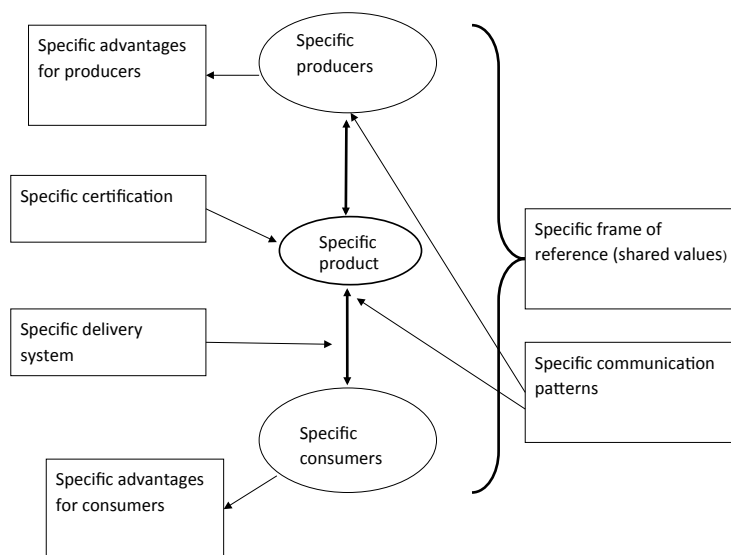 Specific advantages
for producers
Specific
producers
Specific certification
Specific
product
Specific frame of
reference (shared values)
Specific delivery
system
Specific communication
patterns
Specific
consumers
Specific advantages
for consumers